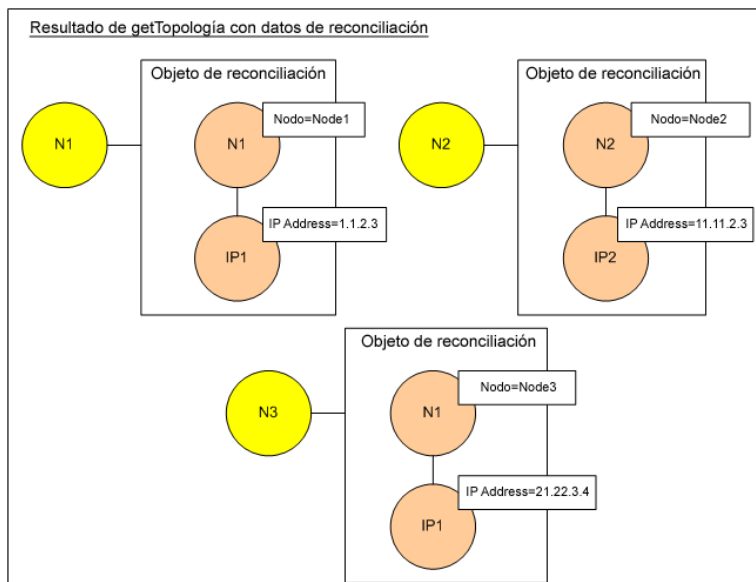 Resultado de getTopología con datos de reconciliación
Objeto de reconciliación
N1
N1
Nodo=Node1
IP Address=1.1.2.3
IP1
Objeto de reconciliación
N2
N2
Nodo=Node2
IP Address=11.11.2.3
IP2
Objeto de reconciliación
N3
N1
Nodo=Node3
IP Address=21.22.3.4
IP1